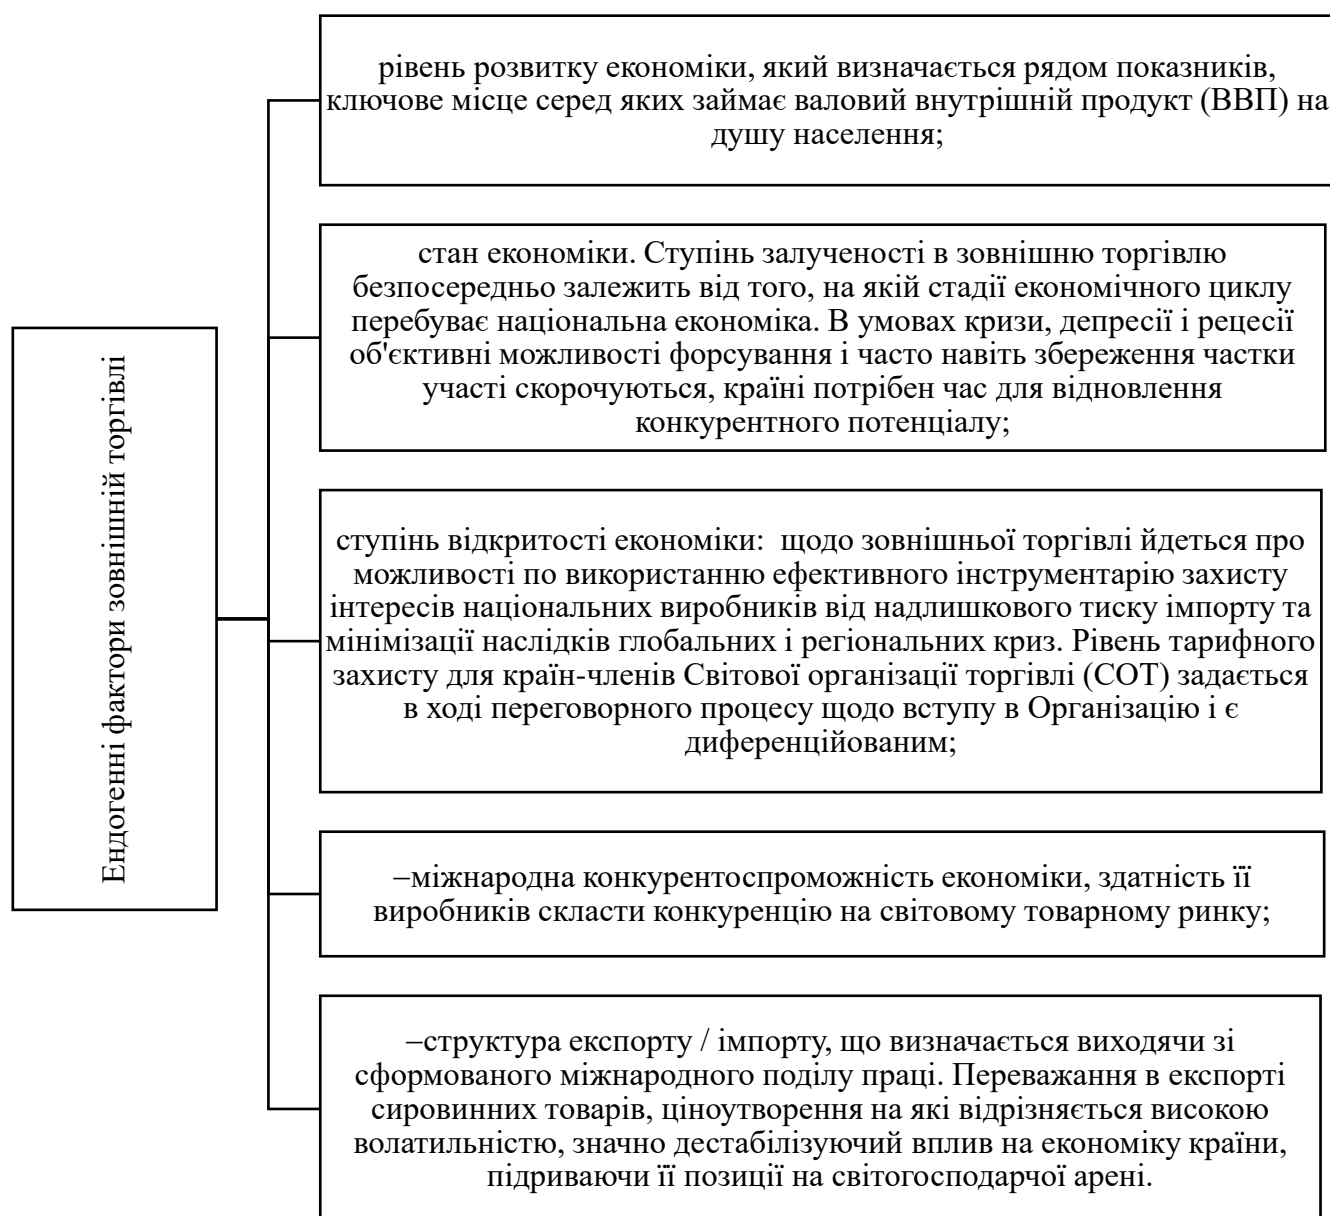 Ендогенні фактори зовнішній торгівлі
рівень розвитку економіки, який визначається рядом показників,
ключове місце серед яких займає валовий внутрішній продукт (ВВП) на
душу населення;
стан економіки. Ступінь залученості в зовнішню торгівлю
безпосередньо залежить від того, на якій стадії економічного циклу
перебуває національна економіка. В умовах кризи, депресії і рецесії
об'єктивні можливості форсування і часто навіть збереження частки
участі скорочуються, країні потрібен час для відновлення
конкурентного потенціалу;
ступінь відкритості економіки:  щодо зовнішньої торгівлі йдеться про
можливості по використанню ефективного інструментарію захисту
інтересів національних виробників від надлишкового тиску імпорту та
мінімізації наслідків глобальних і регіональних криз. Рівень тарифного
захисту для країн-членів Світової організації торгівлі (СОТ) задається
в ході переговорного процесу щодо вступу в Організацію і є
диференційованим;
–міжнародна конкурентоспроможність економіки, здатність її
виробників скласти конкуренцію на світовому товарному ринку;
–структура експорту / імпорту, що визначається виходячи зі
сформованого міжнародного поділу праці. Переважання в експорті
сировинних товарів, ціноутворення на які відрізняється високою
волатильністю, значно дестабілізуючий вплив на економіку країни,
підриваючи її позиції на світогосподарчої арені.